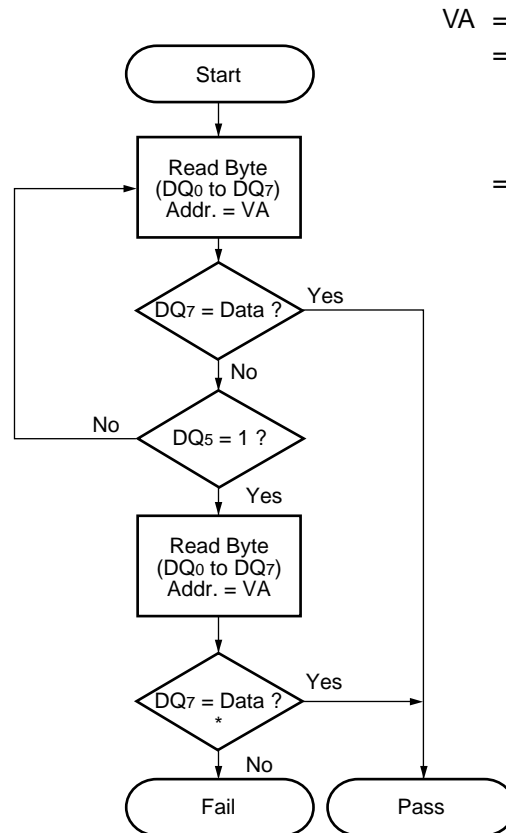 VA =
=
=
Start
Read Byte
(DQ0 to DQ7)
Addr. = VA
DQ7 = Data ?
Yes
No
DQ5 = 1 ?
No
Yes
Read Byte
(DQ0 to DQ7)
Addr. = VA
DQ7 = Data ?
*
Yes
No
Fail
Pass